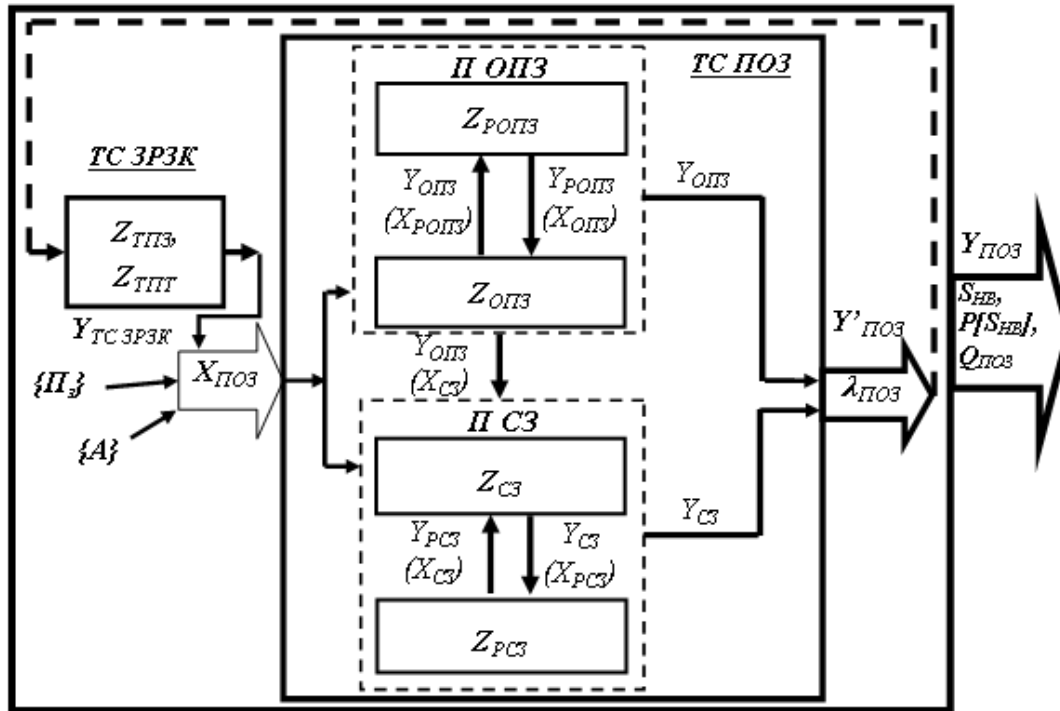 П ОПЗ
ТС ПОЗ
Z_РОПЗ
ТС ЗРЗК
Y_ОПЗ
(X_РОПЗ)
Y_РОПЗ
(X_ОПЗ)
Y_ОПЗ
Z_ТПЗ,
Z_ТПТ
Z_ОПЗ
Y_ПОЗ
S_НВ,
P[S_НВ],
Q_ПОЗ
Y_ТС ЗРЗК
Y_ОПЗ
(X_СЗ)
Y'_ПОЗ
{П_з}
X_ПОЗ
λ_ПОЗ
{А}
П СЗ
Z_СЗ
Y_РСЗ
(X_СЗ)
Y_СЗ
(X_РСЗ)
Y_СЗ
Z_РСЗ